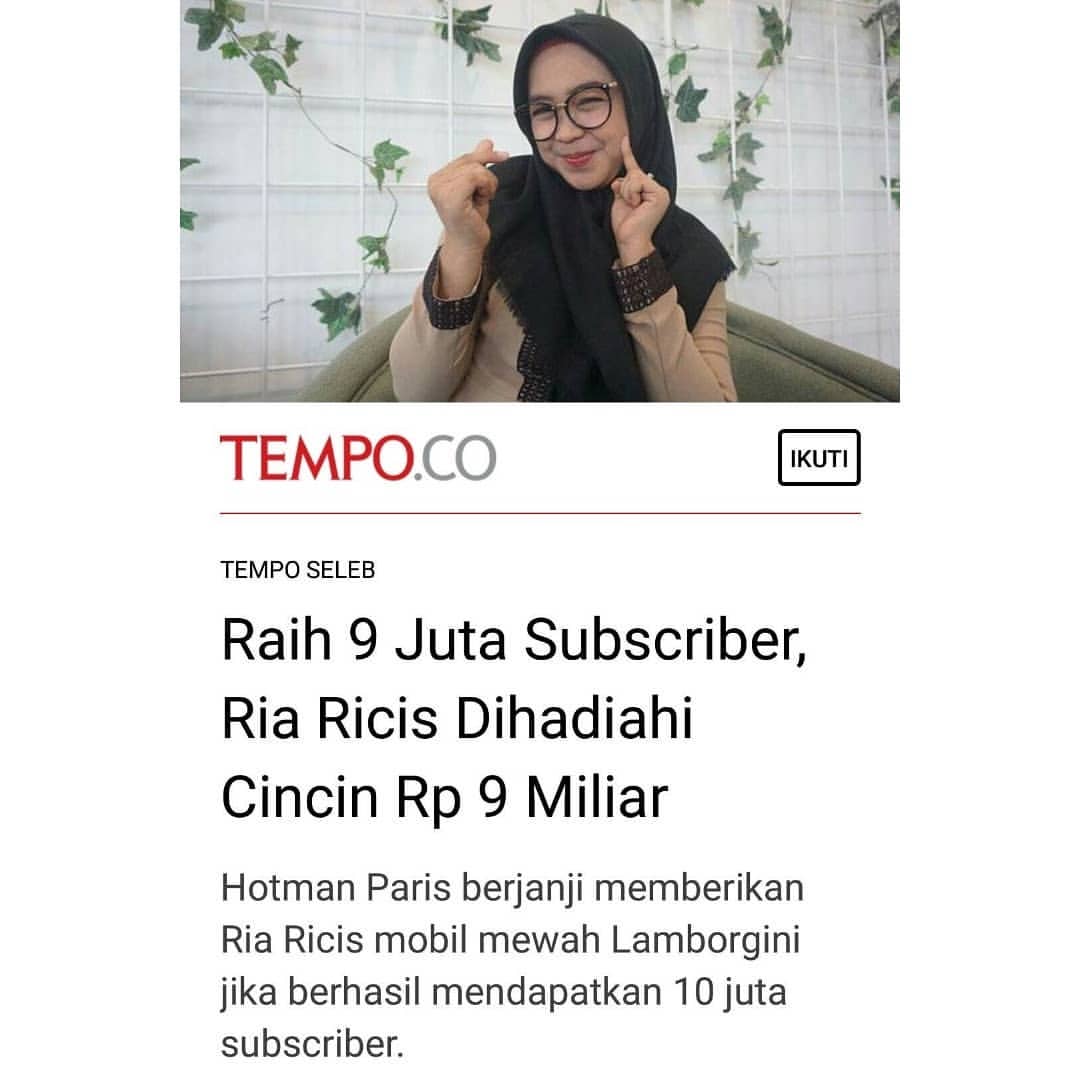 TEMPO.CO
IKUTI
TEMPO SELEB
Raih 9 Juta Subscriber,
Ria Ricis Dihadiahi
Cincin Rp 9 Miliar
Hotman Paris berjanji memberikan
Ria Ricis mobil mewah Lamborgini
jika berhasil mendapatkan 10 juta
subscriber.